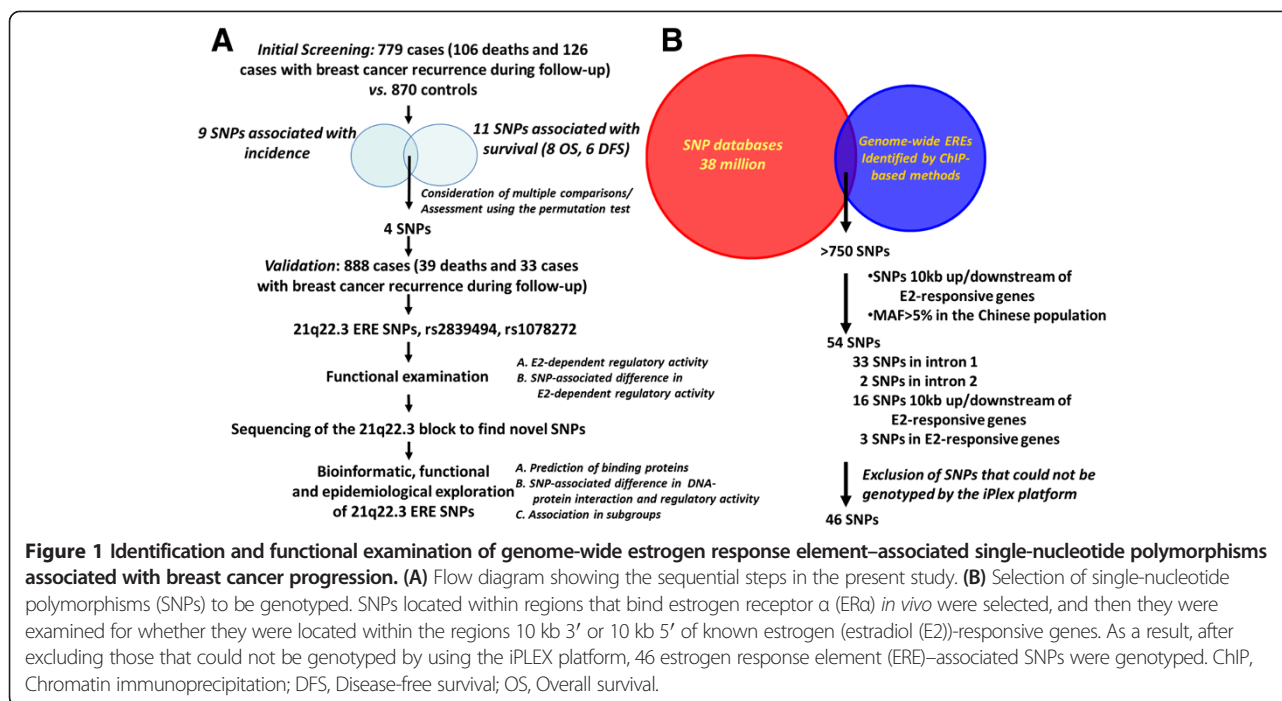 A
Initial Screening: 779 cases (106 deaths and 126
cases with breast cancer recurrence during follow-up)
vs. 870 controls
9 SNPs associated with
incidence
11 SNPs associated with
survival (8 OS, 6 DFS)
Consideration of multiple comparisons/
Assessment using the permutation test
4 SNPs
Validation: 888 cases (39 deaths and 33 cases
with breast cancer recurrence during follow-up)
21q22.3 ERE SNPs, rs2839494, rs1078272
Functional examination
A. E2-dependent regulatory activity
B. SNP-associated difference in
E2-dependent regulatory activity
Sequencing of the 21q22.3 block to find novel SNPs
Bioinformatic, functional
and epidemiological exploration
of 21q22.3 ERE SNPs
A. Prediction of binding proteins
B. SNP-associated difference in DNA-
protein interaction and regulatory activity
C. Association in subgroups
B
SNP databases
38 million
Genome-wide EREs
Identified by ChIP-
based methods
>750 SNPs
•SNPs 10kb up/downstream of
E2-responsive genes
•MAF>5% in the Chinese population
54 SNPs
33 SNPs in intron 1
2 SNPs in intron 2
16 SNPs 10kb up/downstream of
E2-responsive genes
3 SNPs in E2-responsive genes
Exclusion of SNPs that could not be
genotyped by the iPlex platform
46 SNPs
Figure 1 Identification and functional examination of genome-wide estrogen response element–associated single-nucleotide polymorphisms
associated with breast cancer progression. (A) Flow diagram showing the sequential steps in the present study. (B) Selection of single-nucleotide
polymorphisms (SNPs) to be genotyped. SNPs located within regions that bind estrogen receptor α (ERα) in vivo were selected, and then they were
examined for whether they were located within the regions 10 kb 3′ or 10 kb 5′ of known estrogen (estradiol (E2))-responsive genes. As a result, after
excluding those that could not be genotyped by using the iPLEX platform, 46 estrogen response element (ERE)–associated SNPs were genotyped. ChIP,
Chromatin immunoprecipitation; DFS, Disease-free survival; OS, Overall survival.